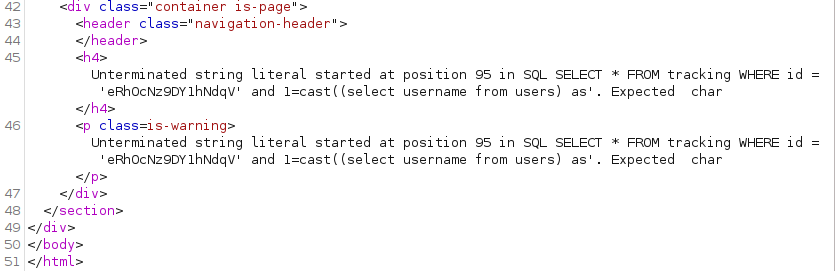 42 <div class="container is-page">
43 <header class="navigation-header">
44 </header>
45 <h4>
Unterminated string literal started at position 95 in SQL SELECT * FROM tracking WHERE id =
'eRhOcNz9DY1hNdqV' and 1=cast((select username from users) as'. Expected  char
</h4>
46 <p class=is-warning>
Unterminated string literal started at position 95 in SQL SELECT * FROM tracking WHERE id =
'eRhOcNz9DY1hNdqV' and 1=cast((select username from users) as'. Expected  char
</p>
47 </div>
48 </section>
49 </div>
50 </body>
51 </html>